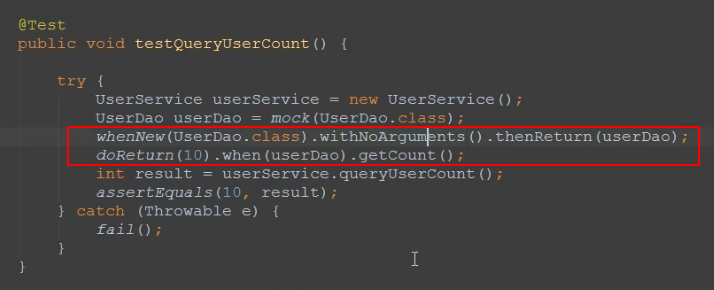 @Test
public void testQueryUserCount() {
try {
UserService userService = new UserService();
UserDao userDao = mock(UserDao.class);
whenNew(UserDao.class).withNoArguments().thenReturn(userDao);
doReturn(10).when(userDao).getCount();
int result = userService.queryUserCount();
assertEquals(10, result);
} catch (Throwable e) {
fail();
}
}